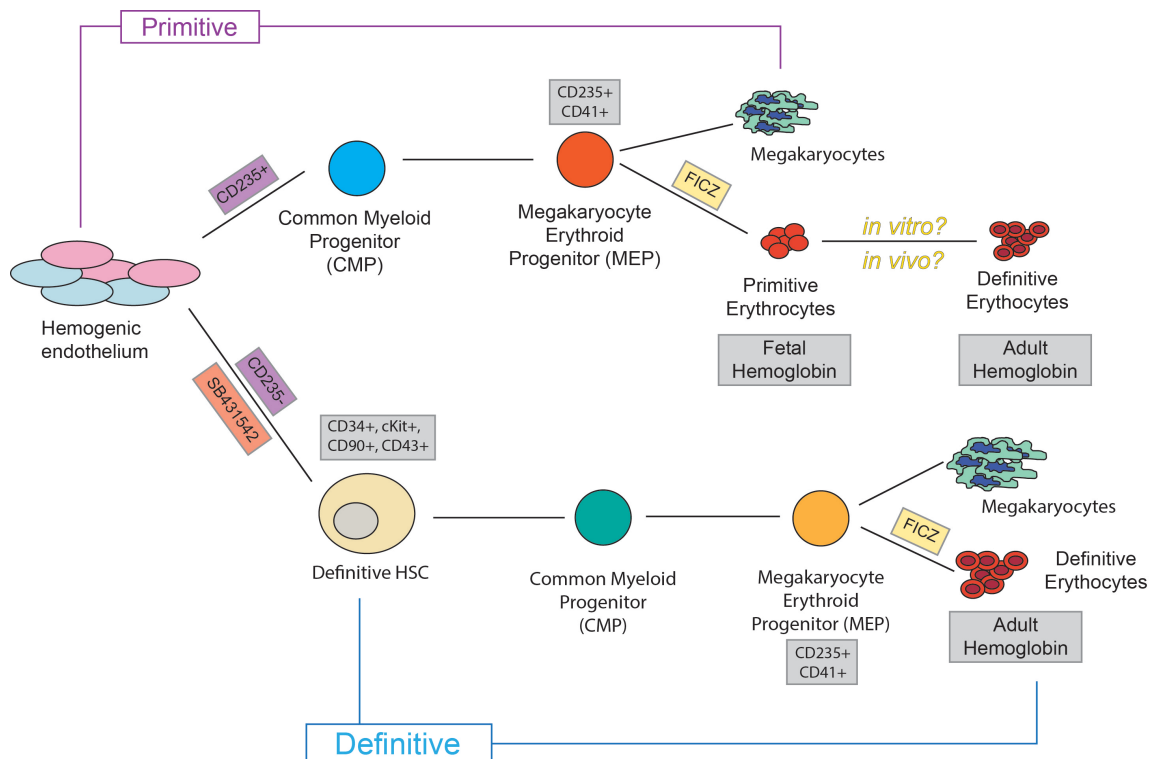 Primitive
CD235+
CD41+
Megakaryocytes
CD235+
FICZ
Common Myeloid
Progenitor
(CMP)
Megakaryocyte
Erythroid
Progenitor (MEP)
in vitro?
in vivo?
Primitive
Erythrocytes
Definitive
Erythocytes
Hemogenic
endothelium
Fetal
Hemoglobin
Adult
Hemoglobin
CD235-
SB431542
CD34+, cKit+,
CD90+, CD43+
Definitive HSC
Common Myeloid
Progenitor
(CMP)
Megakaryocyte
Erythroid
Progenitor (MEP)
CD235+
CD41+
Megakaryocytes
FICZ
Definitive
Erythocytes
Adult
Hemoglobin
Definitive